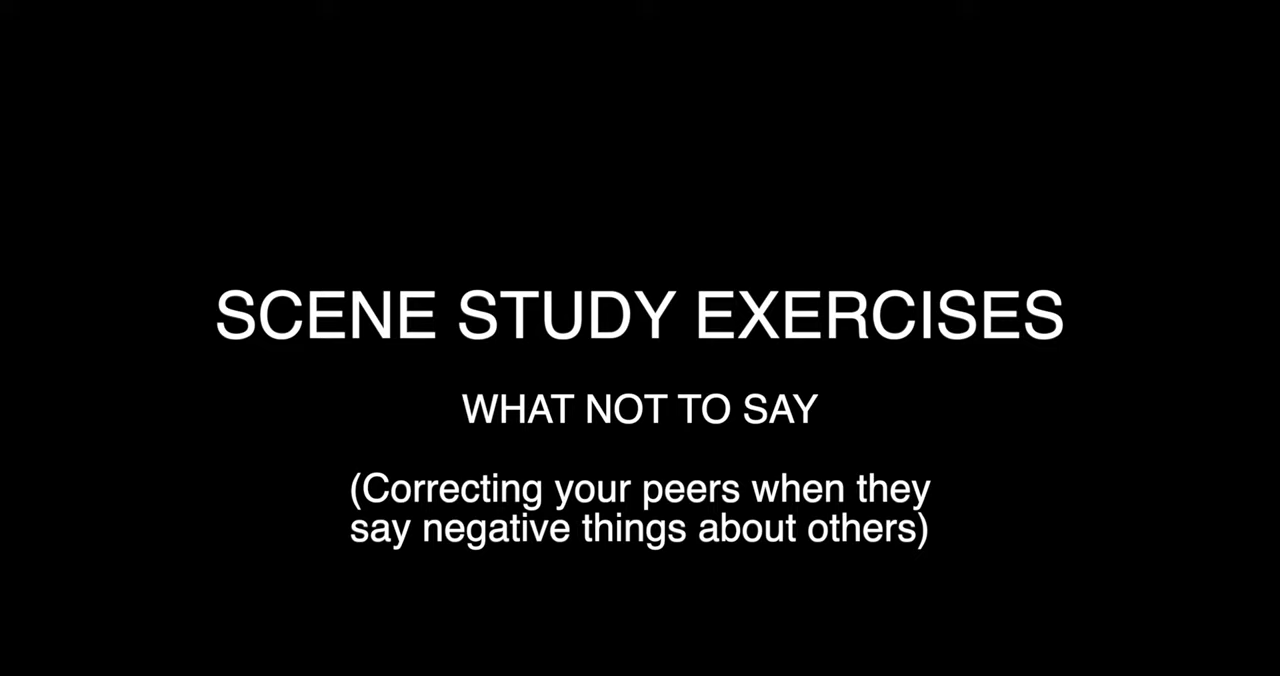 SCENE STUDY EXERCISES
WHAT NOT TO SAY
(Correcting your peers when they
say negative things about others)